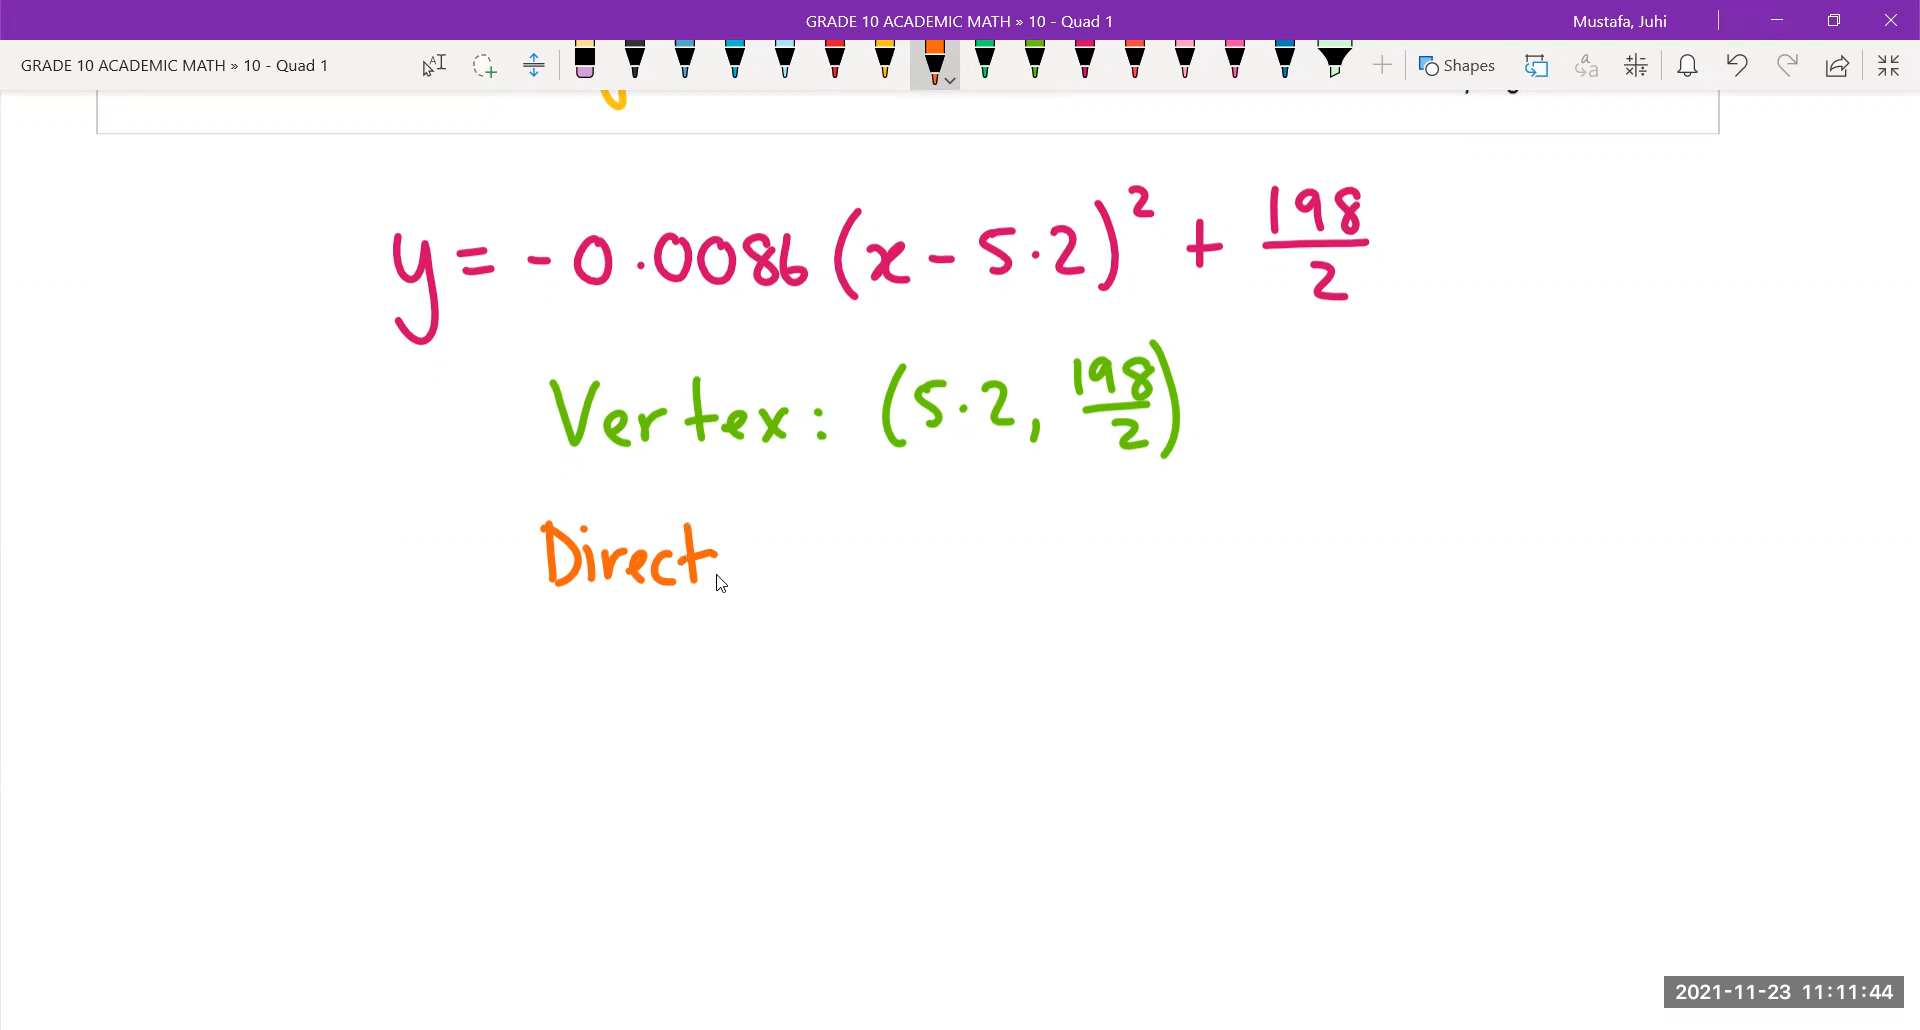 GRADE 10 ACADEMIC MATH » 10 - Quad 1
Mustafa, Juhi
GRADE 10 ACADEMIC MATH » 10 - Quad 1
Shapes
y = - 0.0086 (x - 5.2)² + 198/2
Vertex: (5.2, 198/2)
Direct
2021-11-23 11:11:44